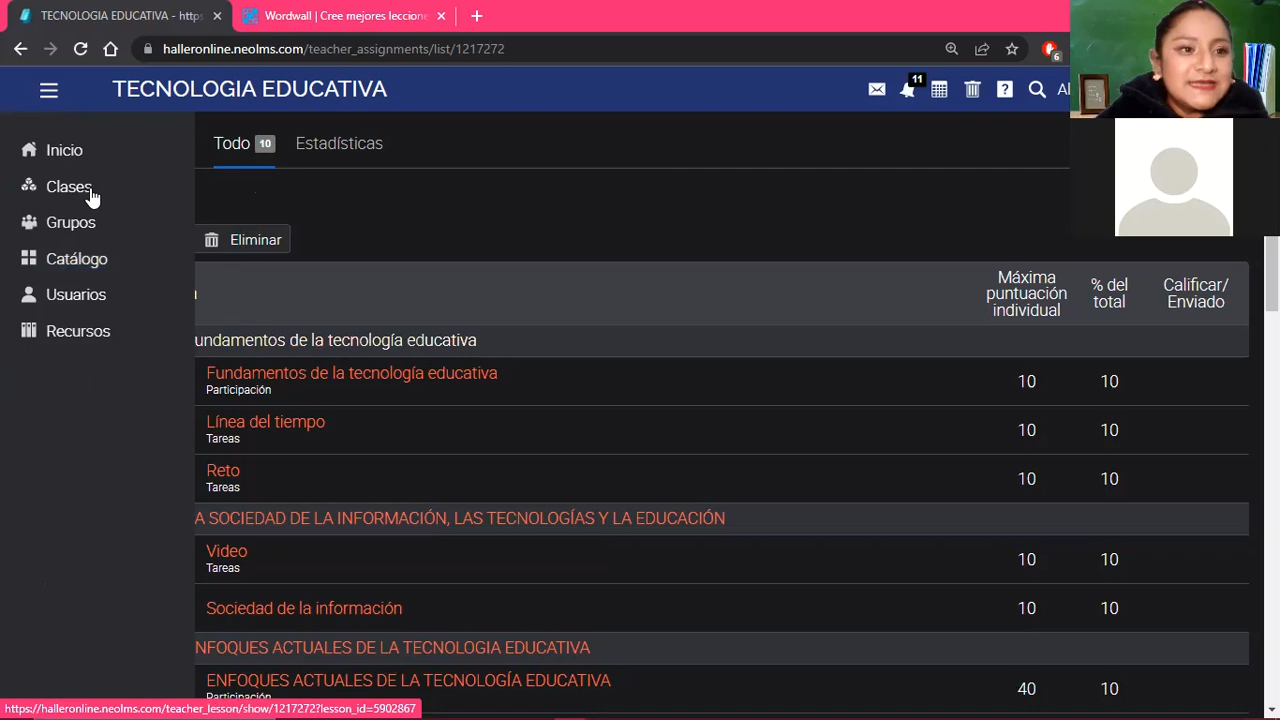 TECNOLOGIA EDUCATIVA - https
Wordwall | Cree mejores leccione
halleronline.neolms.com/teacher_assignments/list/1217272
6
TECNOLOGIA EDUCATIVA
11
Inicio
Clases
Grupos
Catálogo
Usuarios
Recursos
Todo 10 Estadísticas
Eliminar
Máxima puntuación individual
% del total
Calificar/ Enviado
undamentos de la tecnología educativa
Fundamentos de la tecnología educativa 10 10
Participación
Línea del tiempo 10 10
Tareas
Reto 10 10
Tareas
A SOCIEDAD DE LA INFORMACIÓN, LAS TECNOLOGÍAS Y LA EDUCACIÓN
Video 10 10
Tareas
Sociedad de la información 10 10
NFOQUES ACTUALES DE LA TECNOLOGIA EDUCATIVA
ENFOQUES ACTUALES DE LA TECNOLOGÍA EDUCATIVA 40 10
Participación
https://halleronline.neolms.com/teacher_lesson/show/1217272?lesson_id=5902867